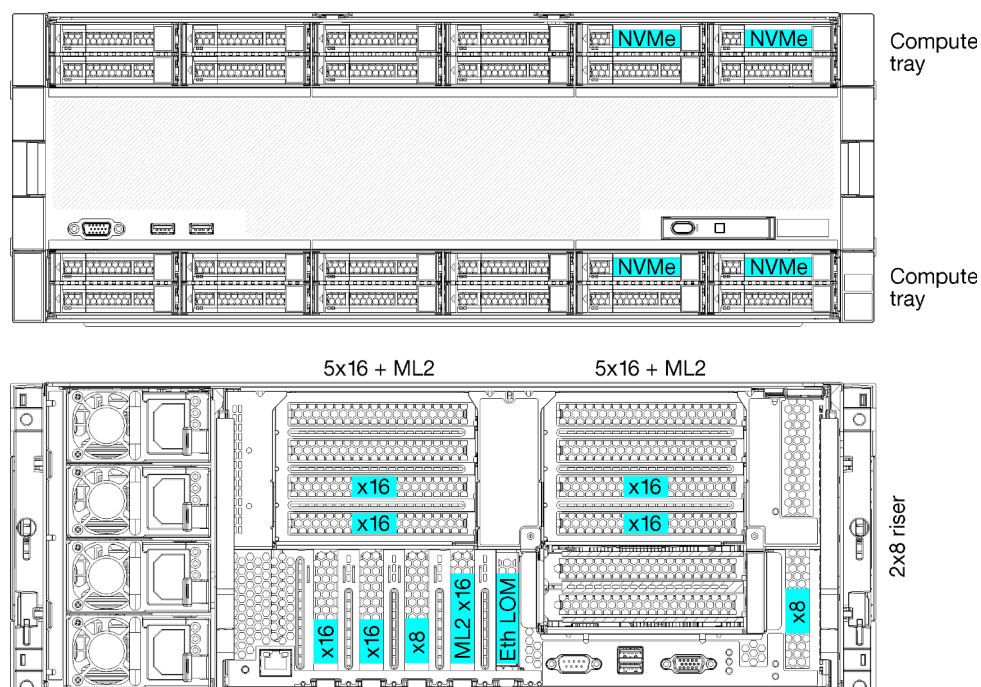 NVMe NVMe
Compute
tray
NVMe NVMe
Compute
tray
5x16 + ML2 5x16 + ML2
x16 x16
x16 x16
2x8 riser
x16 x16 x8 ML2 x16 Eth LOM x8